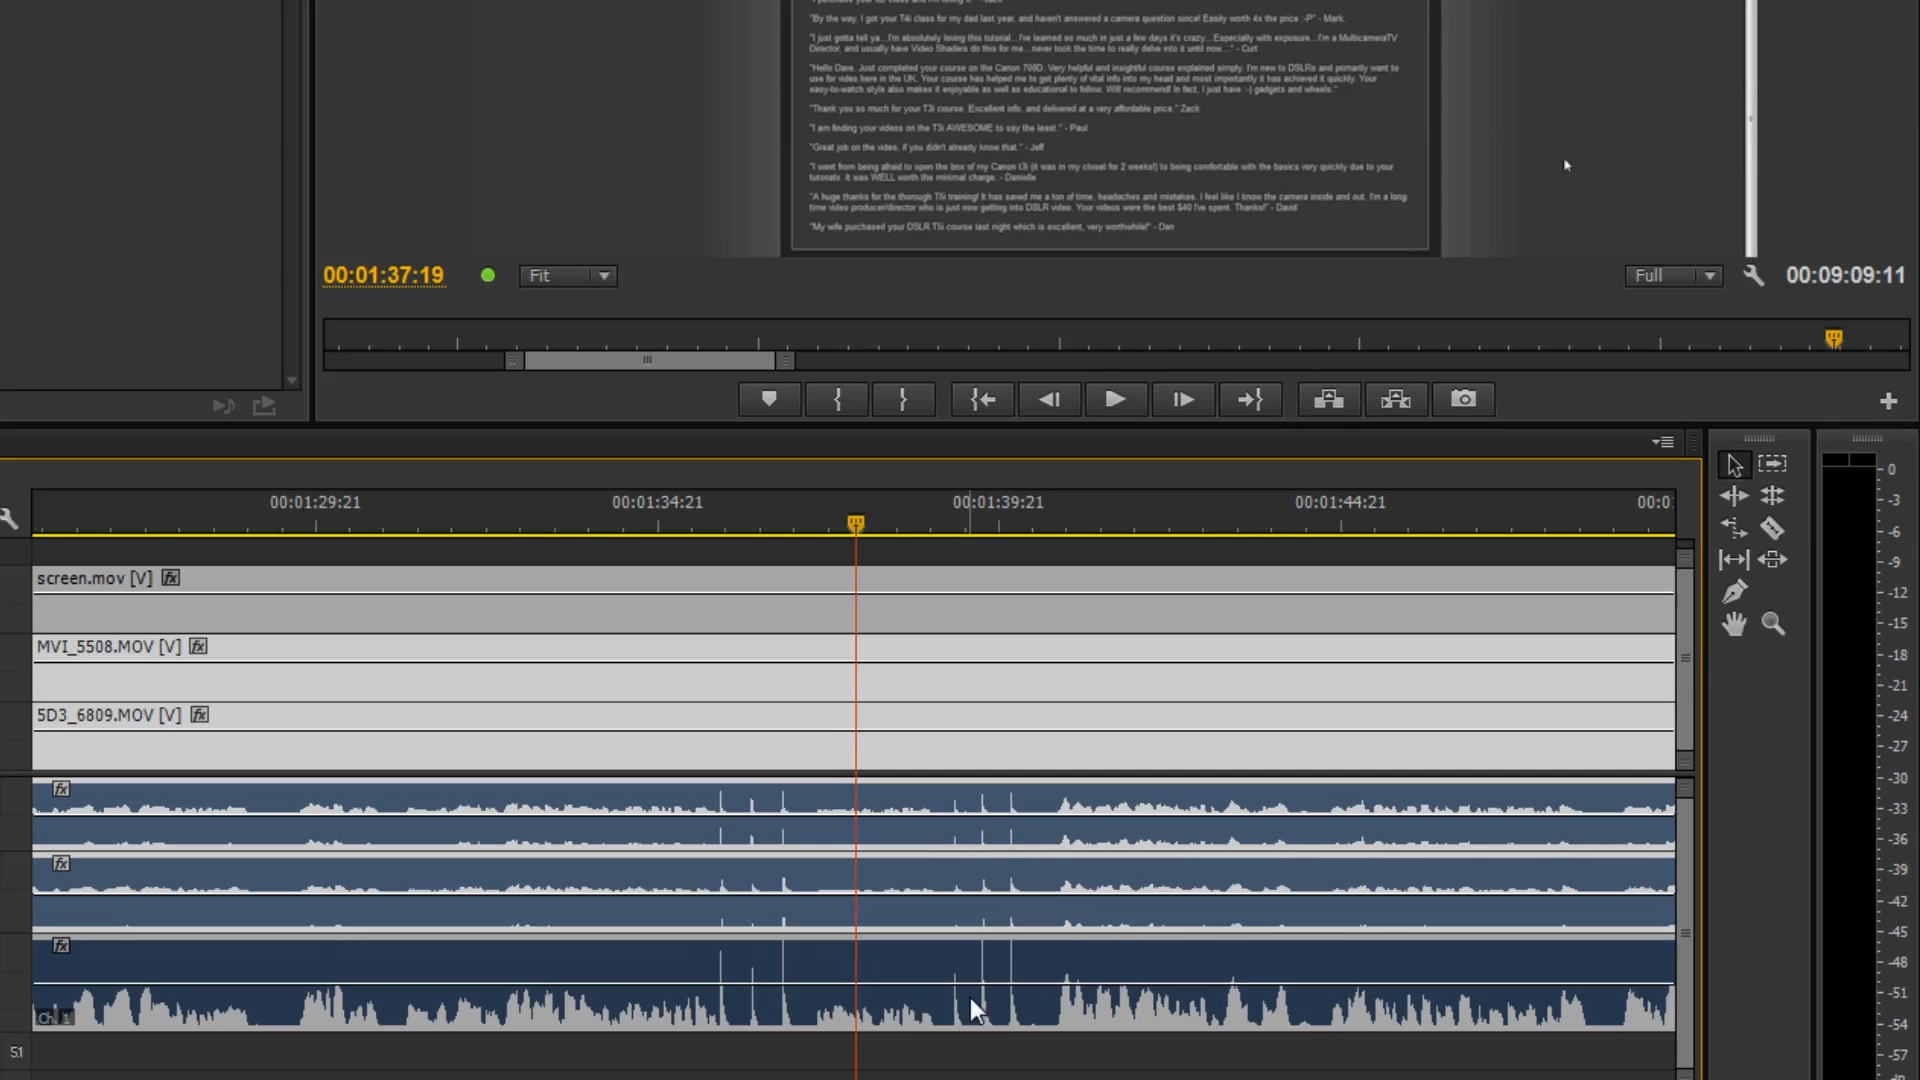 "By the way, I got your T4i class for my dad last year, and haven't answered a camera question since! Easily worth 4x the price :-P" - Mark.
"I just gotta tell ya...I'm absolutely loving this tutorial...I've learned so much in just a few days it's crazy...Especially with exposure...I'm a MulticameraTV
Director, and usually have Video Shaders do this for me...never took the time to really delve into it until now..." - Curt
"Hello Dave. Just completed your course on the Canon 700D. Very helpful and insightful course explained simply. I'm new to DSLRs and primarily want to
use for video here in the UK. Your course has helped me to get plenty of vital info into my head and most importantly it has achieved it quickly. Your
easy-to-watch style also makes it enjoyable as well as educational to follow. Will recommend! In fact, I just have :-) gadgets and wheels."
"Thank you so much for your T3i course. Excellent info, and delivered at a very affordable price." Zack
"I am finding your videos on the T3i AWESOME to say the least." - Paul
"Great job on the video, if you didn't already know that." - Jeff
"I went from being afraid to open the box of my Canon t3i (it was in my closet for 2 weeks!) to being comfortable with the basics very quickly due to your
tutorials. It was WELL worth the minimal charge. - Danielle
"A huge thanks for the thorough T5i training! It has saved me a ton of time, headaches and mistakes. I feel like I know the camera inside and out. I'm a long
time video producer/director who is just now getting into DSLR video. Your videos were the best $40 I've spent. Thanks!" - David
"My wife purchased your DSLR T5i course last night which is excellent, very worthwhile!" - Dan
00:01:37:19
Fit
Full
00:09:09:11
00:01:29:21
00:01:34:21
00:01:39:21
00:01:44:21
00:0
screen.mov [V] fx
MVI_5508.MOV [V] fx
5D3_6809.MOV [V] fx
fx
fx
fx
Ch. 1
5.1
0
-3
-6
-9
-12
-15
-18
-21
-24
-27
-30
-33
-36
-39
-42
-45
-48
-51
-54
-57